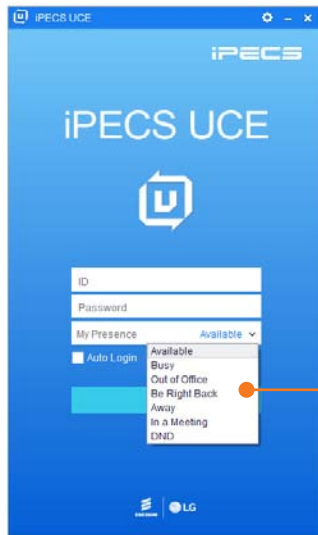 iPECS UCE
iPECS
iPECS UCE
ID
Password
My Presence Available
Auto Login
Available
Busy
Out of Office
Be Right Back
Away
In a Meeting
DND
ERICSSON LG